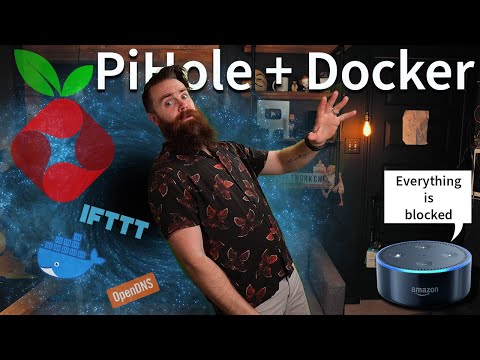 PiHole + Docker
IFTTT
OpenDNS
Everything
is
blocked
amazon